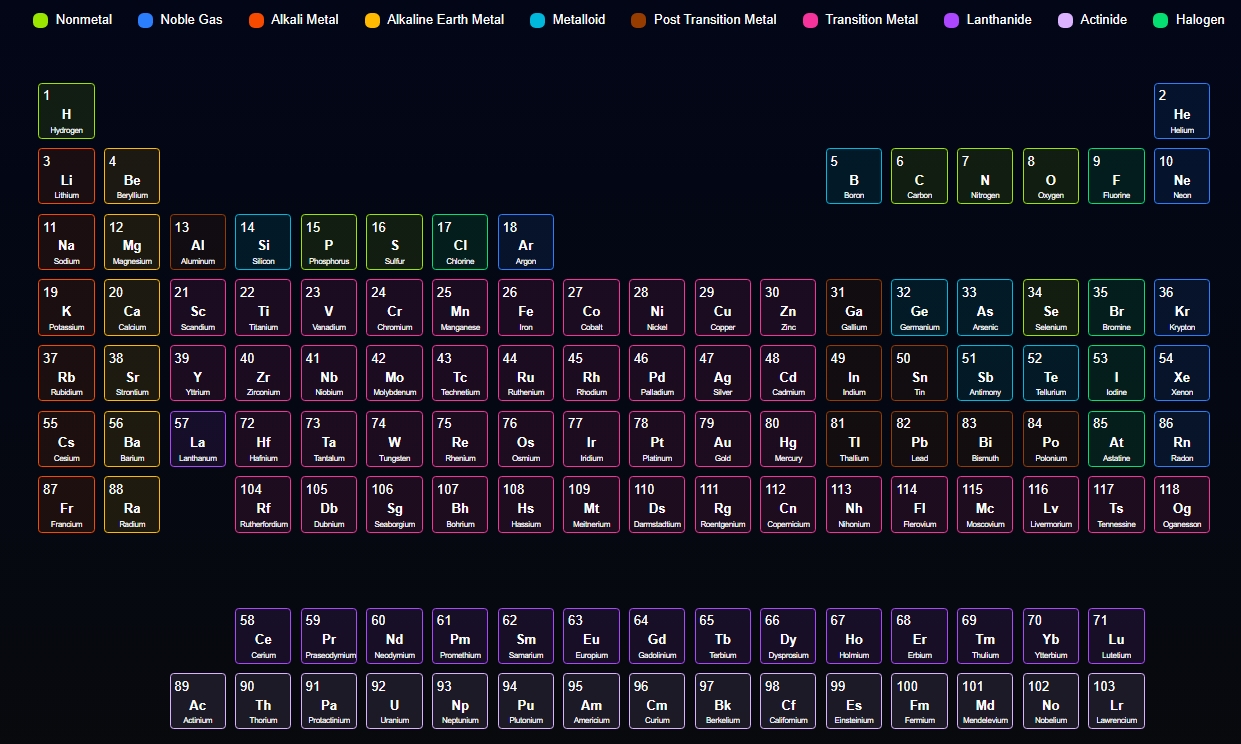 Nonmetal Noble Gas Alkali Metal Alkaline Earth Metal Metalloid Post Transition Metal Transition Metal Lanthanide Actinide Halogen
1 2
H He
Hydrogen Helium
3 4 5 6 7 8 9 10
Li Be B C N O F Ne
Lithium Beryllium Boron Carbon Nitrogen Oxygen Fluorine Neon
11 12 13 14 15 16 17 18
Na Mg Al Si P S Cl Ar
Sodium Magnesium Aluminum Silicon Phosphorus Sulfur Chlorine Argon
19 20 21 22 23 24 25 26 27 28 29 30 31 32 33 34 35 36
K Ca Sc Ti V Cr Mn Fe Co Ni Cu Zn Ga Ge As Se Br Kr
Potassium Calcium Scandium Titanium Vanadium Chromium Manganese Iron Cobalt Nickel Copper Zinc Gallium Germanium Arsenic Selenium Bromine Krypton
37 38 39 40 41 42 43 44 45 46 47 48 49 50 51 52 53 54
Rb Sr Y Zr Nb Mo Tc Ru Rh Pd Ag Cd In Sn Sb Te I Xe
Rubidium Strontium Yttrium Zirconium Niobium Molybdenum Technetium Ruthenium Rhodium Palladium Silver Cadmium Indium Tin Antimony Tellurium Iodine Xenon
55 56 57 72 73 74 75 76 77 78 79 80 81 82 83 84 85 86
Cs Ba La Hf Ta W Re Os Ir Pt Au Hg Tl Pb Bi Po At Rn
Cesium Barium Lanthanum Hafnium Tantalum Tungsten Rhenium Osmium Iridium Platinum Gold Mercury Thallium Lead Bismuth Polonium Astatine Radon
87 88 104 105 106 107 108 109 110 111 112 113 114 115 116 117 118
Fr Ra Rf Db Sg Bh Hs Mt Ds Rg Cn Nh Fl Mc Lv Ts Og
Francium Radium Rutherfordium Dubnium Seaborgium Bohrium Hassium Meitnerium Darmstadtium Roentgenium Copernicium Nihonium Flerovium Moscovium Livermorium Tennessine Oganesson
58 59 60 61 62 63 64 65 66 67 68 69 70 71
Ce Pr Nd Pm Sm Eu Gd Tb Dy Ho Er Tm Yb Lu
Cerium Praseodymium Neodymium Promethium Samarium Europium Gadolinium Terbium Dysprosium Holmium Erbium Thulium Ytterbium Lutetium
89 90 91 92 93 94 95 96 97 98 99 100 101 102 103
Ac Th Pa U Np Pu Am Cm Bk Cf Es Fm Md No Lr
Actinium Thorium Protactinium Uranium Neptunium Plutonium Americium Curium Berkelium Californium Einsteinium Fermium Mendelevium Nobelium Lawrencium